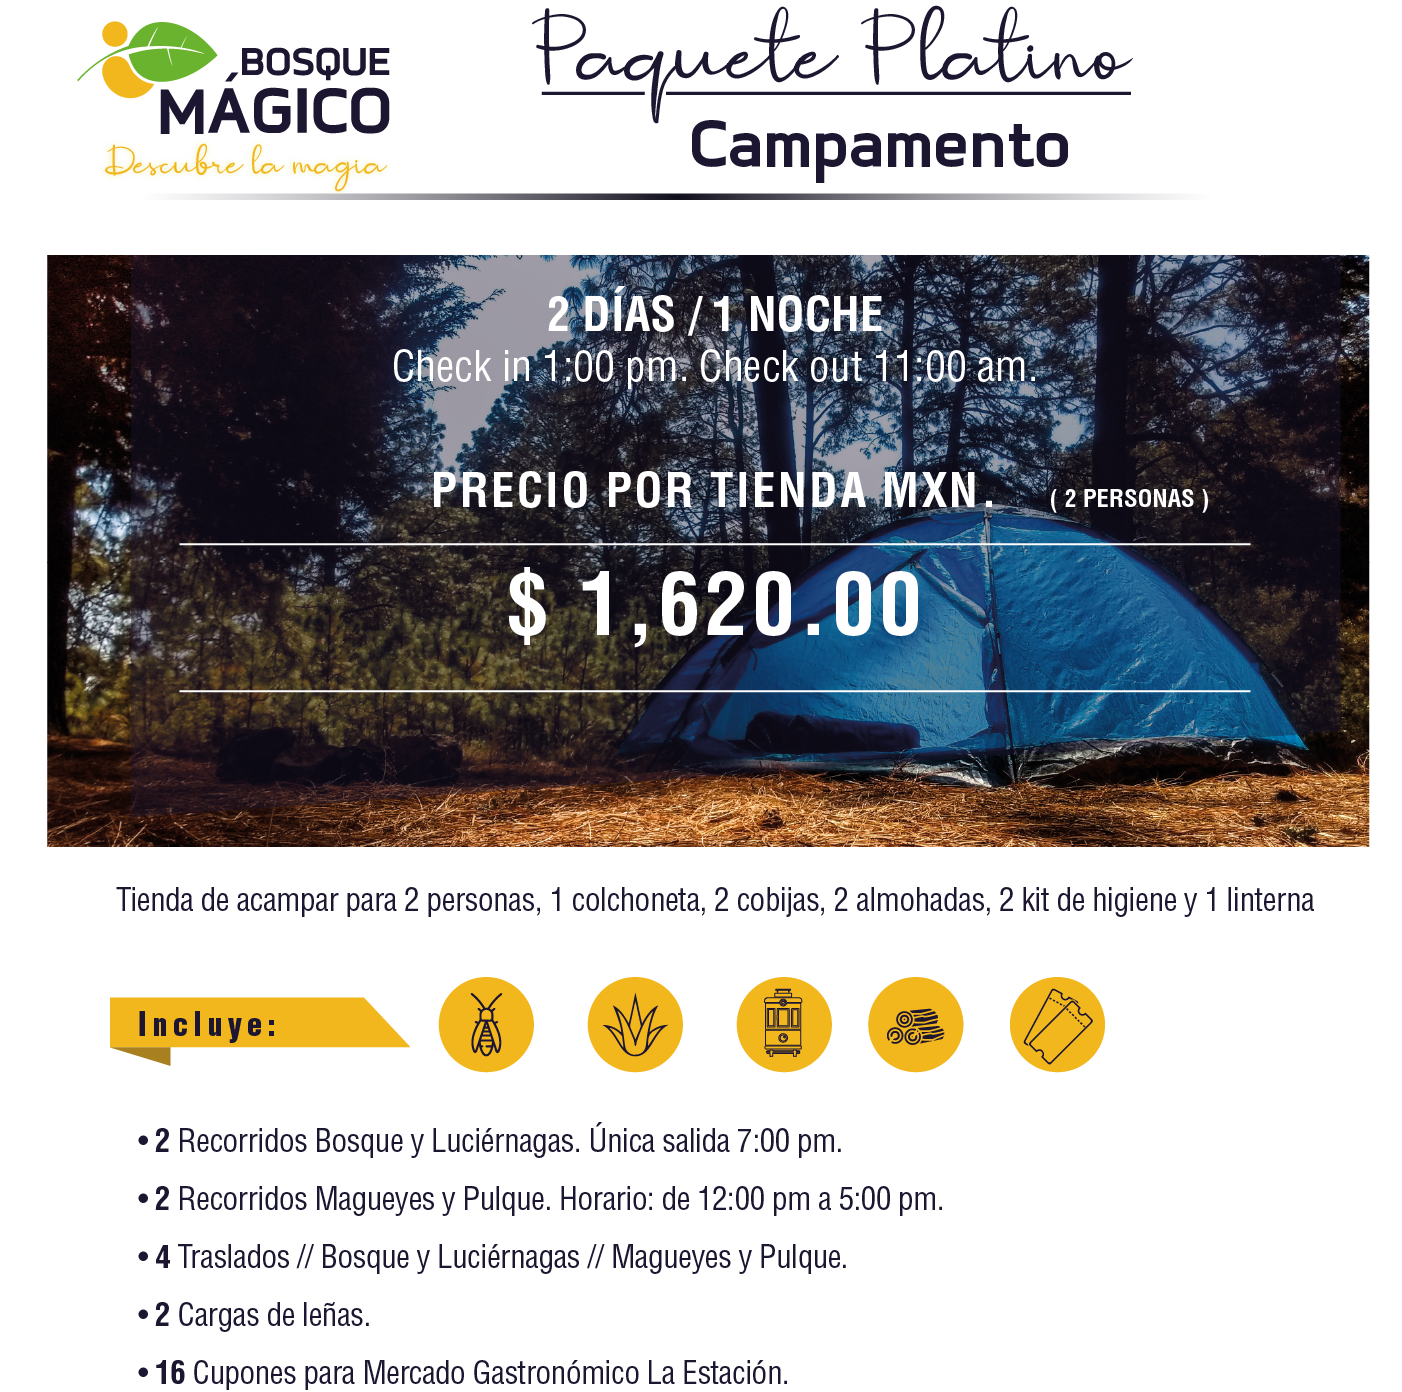 BOSQUE
MÁGICO
Descubre la magia
Paquete Platino
Campamento
2 DÍAS / 1 NOCHE
Check in 1:00 pm. Check out 11:00 am.
PRECIO POR TIENDA MXN. ( 2 PERSONAS )
$ 1,620.00
Tienda de acampar para 2 personas, 1 colchoneta, 2 cobijas, 2 almohadas, 2 kit de higiene y 1 linterna
Incluye:
• 2 Recorridos Bosque y Luciérnagas. Única salida 7:00 pm.
• 2 Recorridos Magueyes y Pulque. Horario: de 12:00 pm a 5:00 pm.
• 4 Traslados // Bosque y Luciérnagas // Magueyes y Pulque.
• 2 Cargas de leñas.
• 16 Cupones para Mercado Gastronómico La Estación.